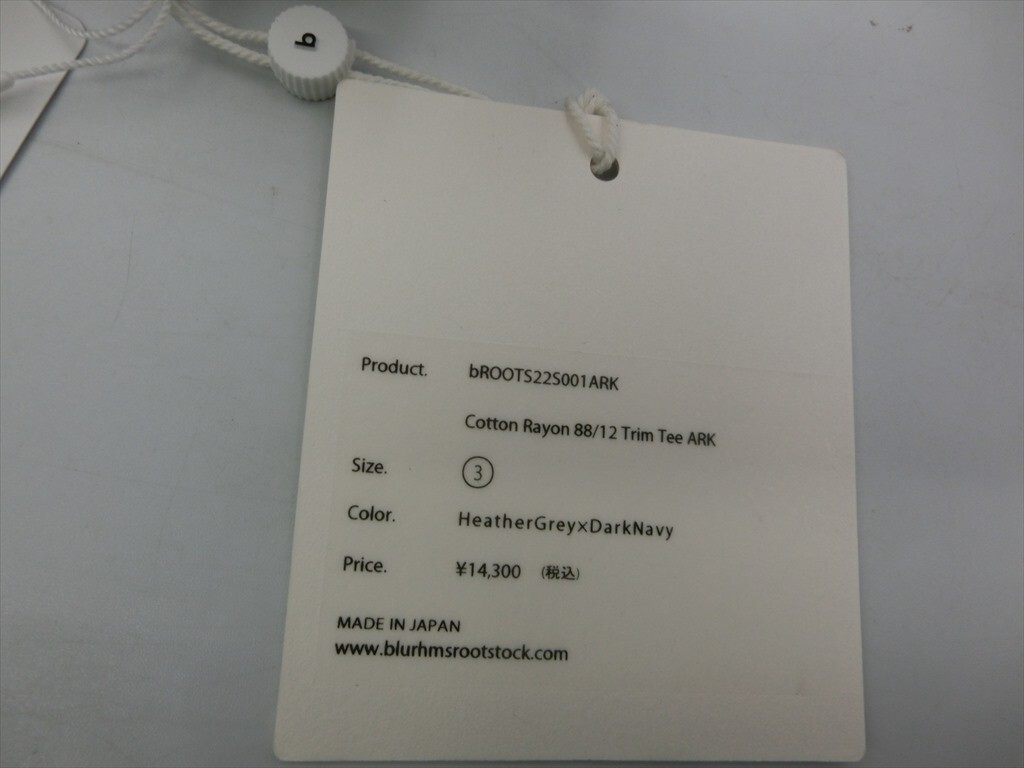 b
Product. bROOTS22S001ARK
Cotton Rayon 88/12 Trim Tee ARK
Size. ③
Color. HeatherGrey×DarkNavy
Price. ¥14,300 (税込)
MADE IN JAPAN
www.blurhmsrootstock.com